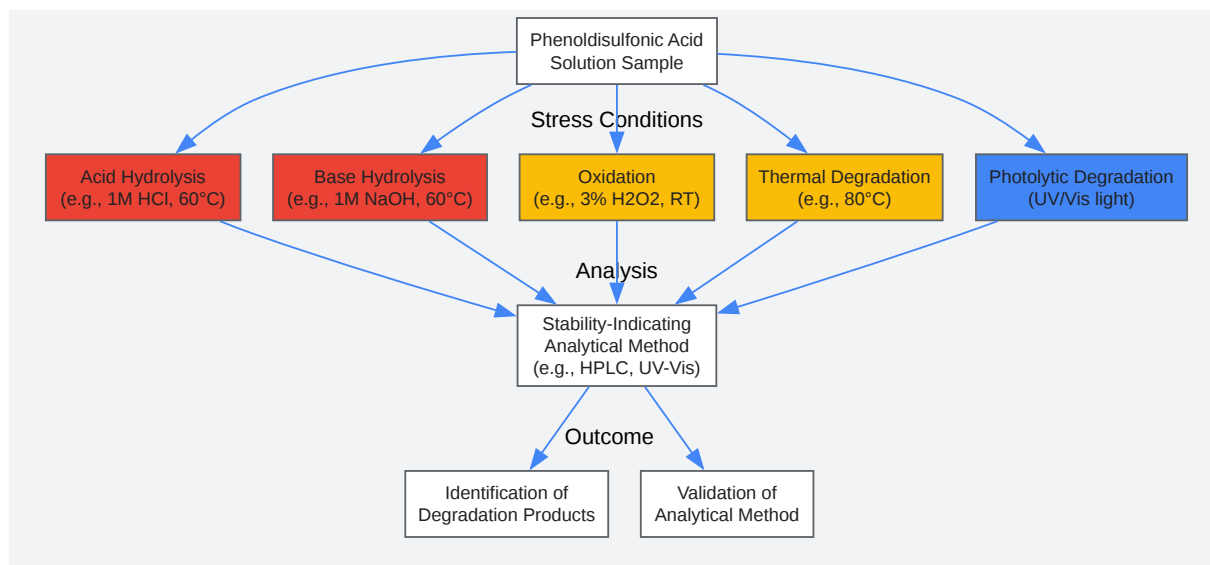 Phenoldisulfonic Acid
Solution Sample
Stress Conditions
Acid Hydrolysis
(e.g., 1M HCl, 60°C)
Base Hydrolysis
(e.g., 1M NaOH, 60°C)
Oxidation
(e.g., 3% H2O2, RT)
Thermal Degradation
(e.g., 80°C)
Photolytic Degradation
(UV/Vis light)
Analysis
Stability-Indicating
Analytical Method
(e.g., HPLC, UV-Vis)
Outcome
Identification of
Degradation Products
Validation of
Analytical Method